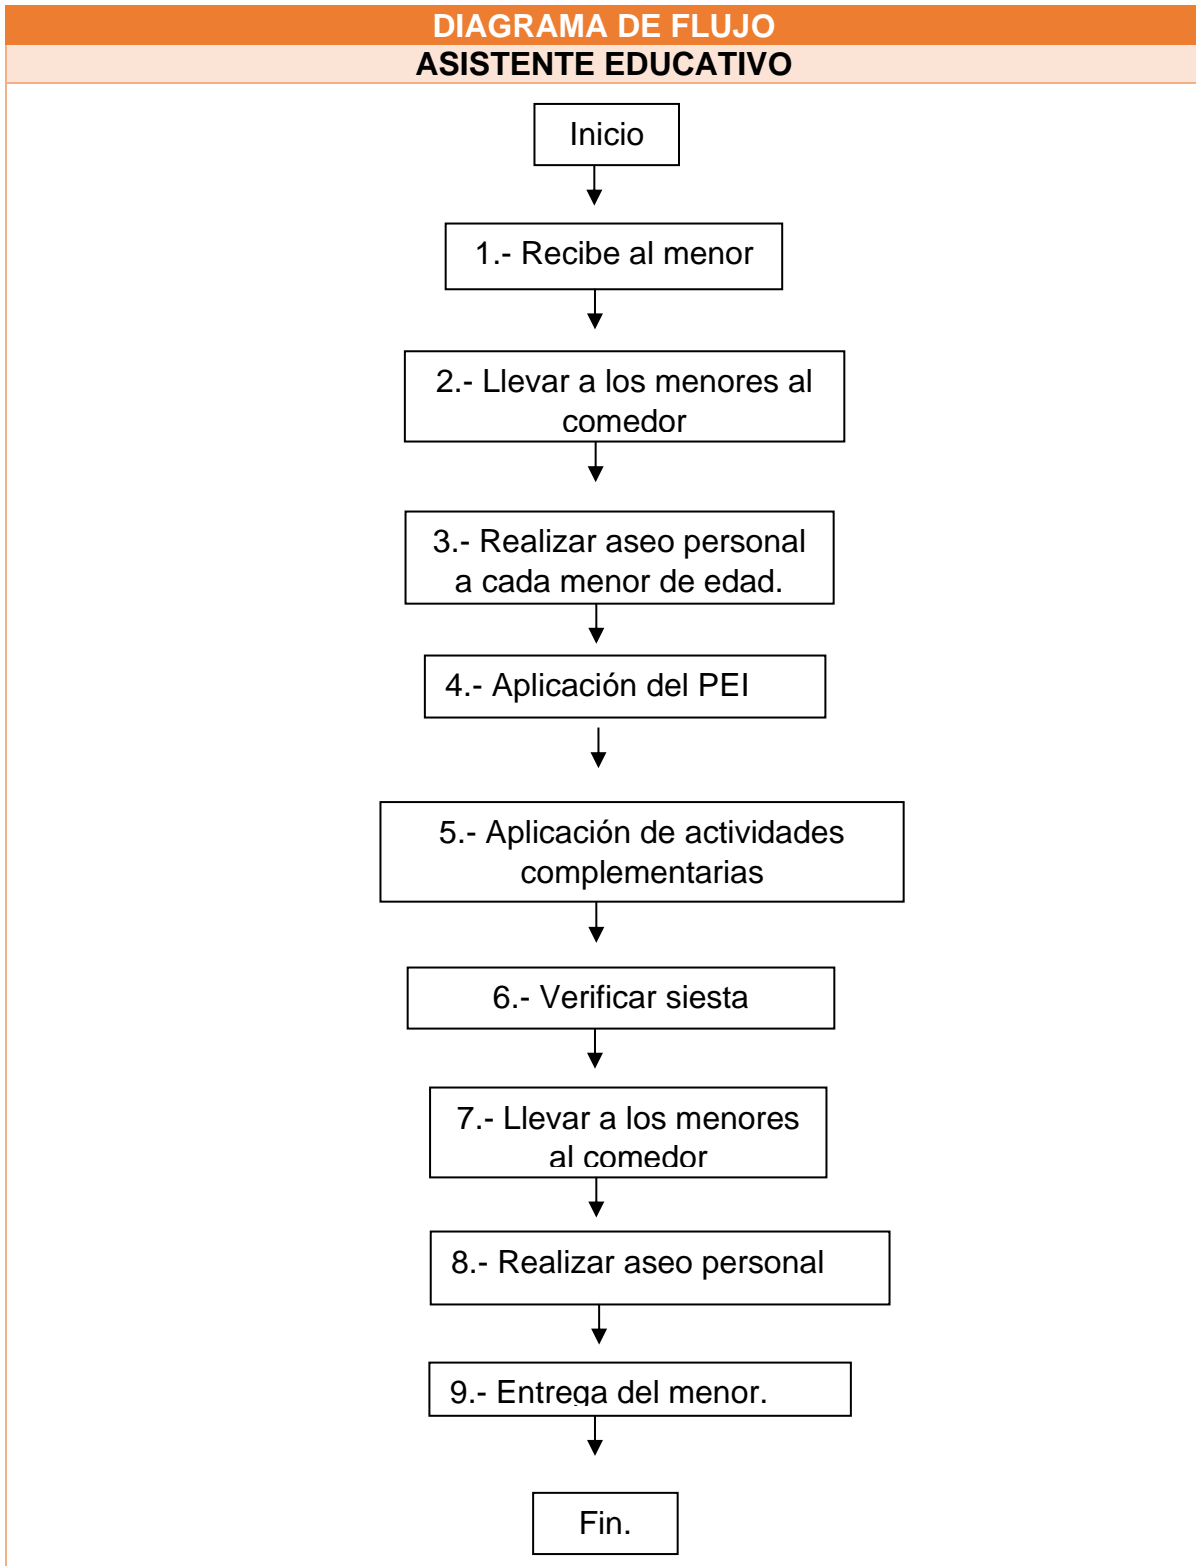 DIAGRAMA DE FLUJO
ASISTENTE EDUCATIVO
Inicio
1.- Recibe al menor
2.- Llevar a los menores al
comedor
3.- Realizar aseo personal
a cada menor de edad.
4.- Aplicación del PEI
5.- Aplicación de actividades
complementarias
6.- Verificar siesta
7.- Llevar a los menores
al comedor
8.- Realizar aseo personal
9.- Entrega del menor.
Fin.